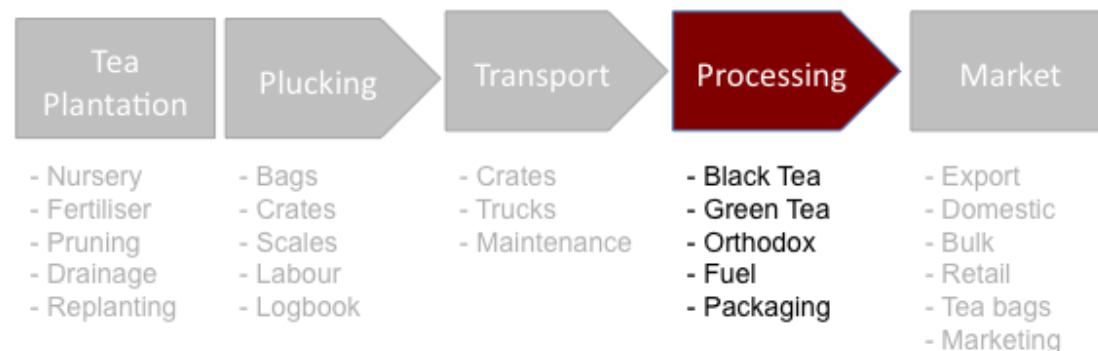 Tea
Plantation
Plucking
Transport
Processing
Market
- Nursery
- Fertiliser
- Pruning
- Drainage
- Replanting
- Bags
- Crates
- Scales
- Labour
- Logbook
- Crates
- Trucks
- Maintenance
- Black Tea
- Green Tea
- Orthodox
- Fuel
- Packaging
- Export
- Domestic
- Bulk
- Retail
- Tea bags
- Marketing